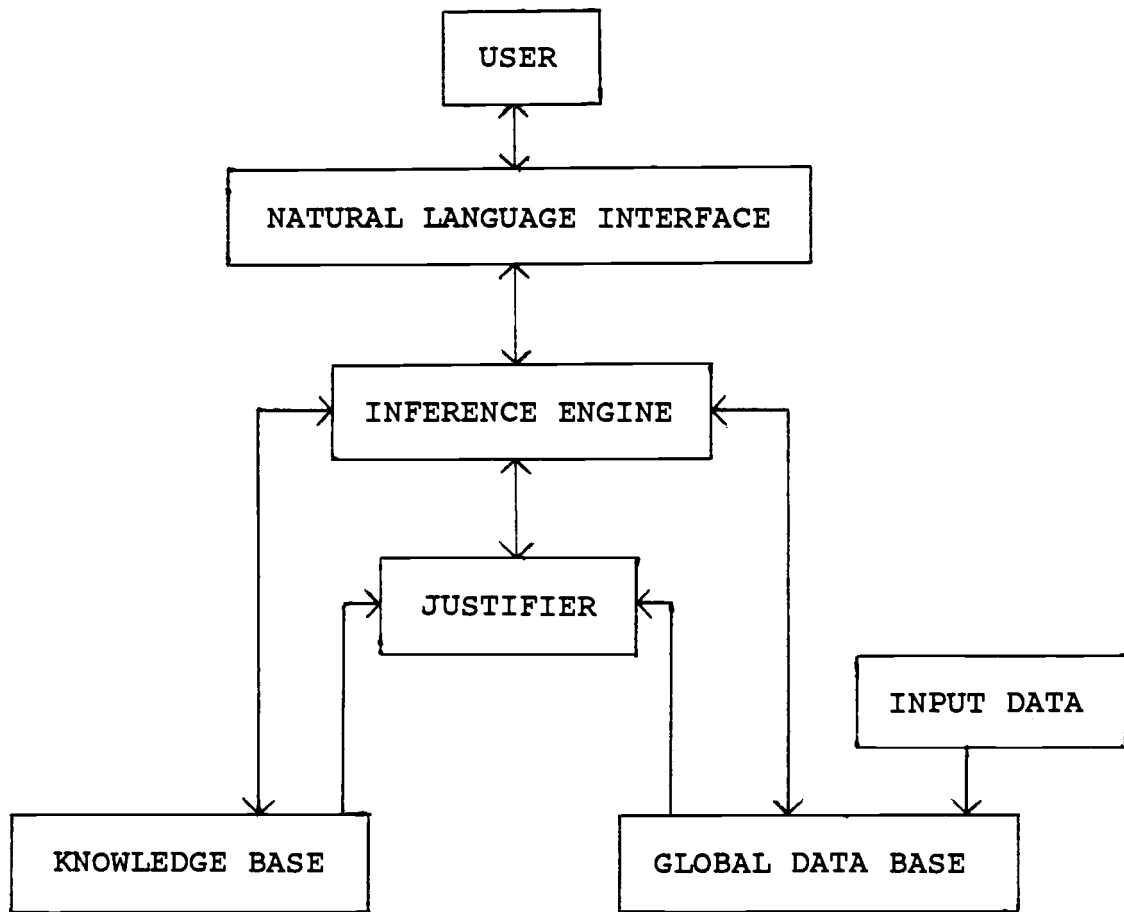 USER
NATURAL LANGUAGE INTERFACE
INFERENCE ENGINE
JUSTIFIER
INPUT DATA
KNOWLEDGE BASE
GLOBAL DATA BASE